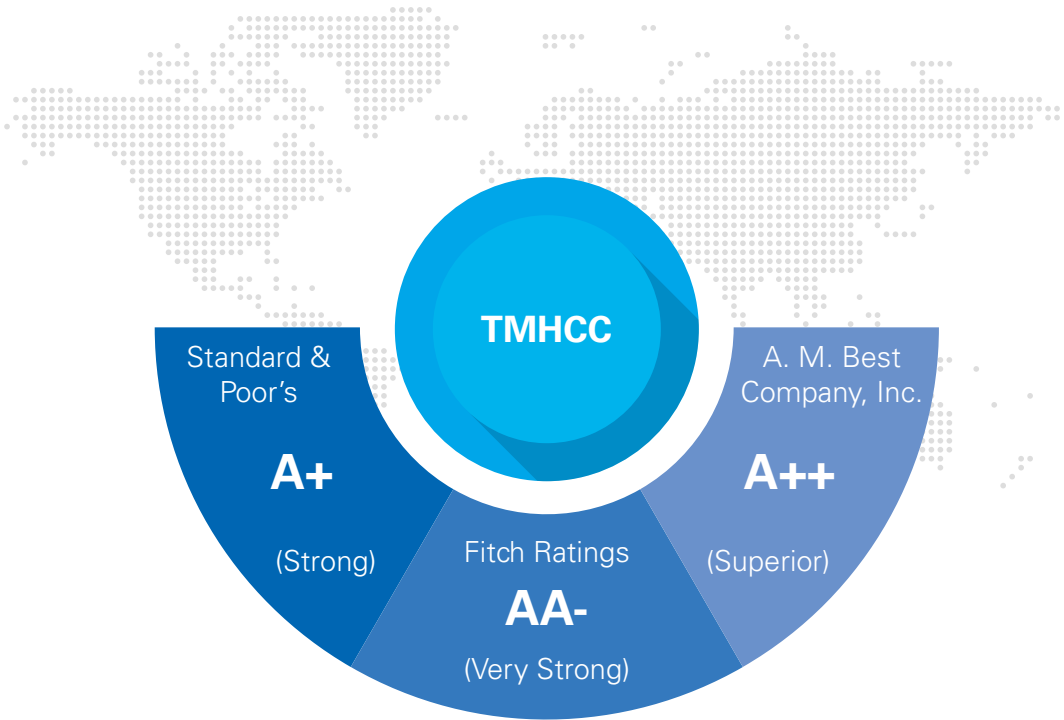 TMHCC
Standard &
Poor's
A+
(Strong)
Fitch Ratings
AA-
(Very Strong)
A. M. Best
Company, Inc.
A++
(Superior)